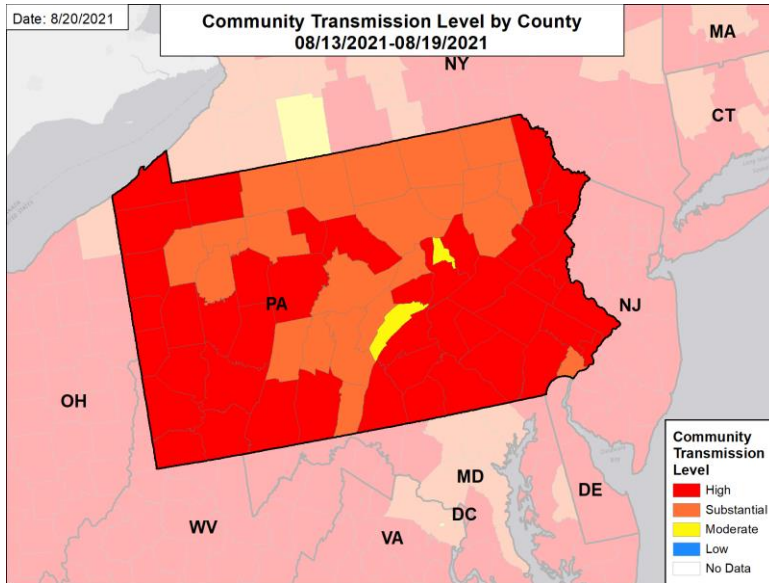 Date: 8/20/2021
Community Transmission Level by County
08/13/2021-08/19/2021
MA
NY
CT
PA
NJ
OH
MD
DE
WV
VA
DC
Community
Transmission
Level
High
Substantial
Moderate
Low
No Data